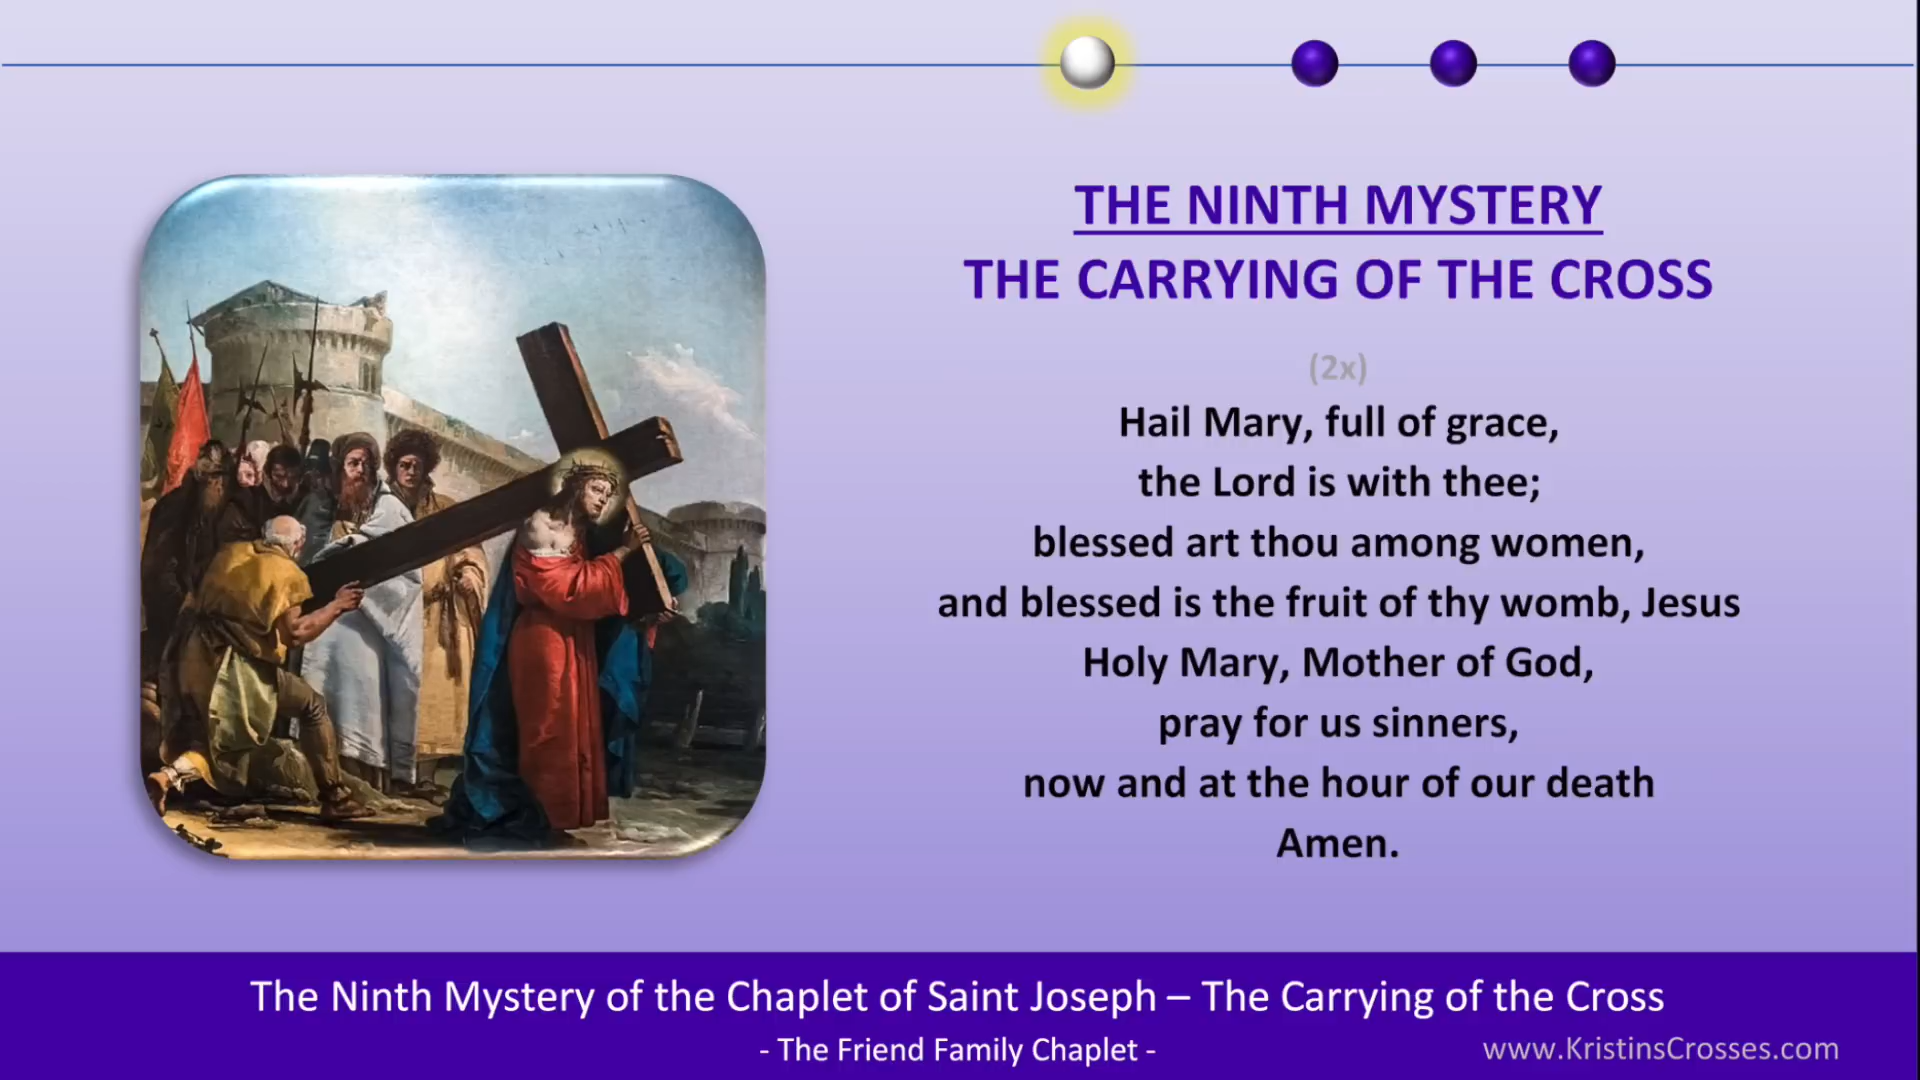 THE NINTH MYSTERY
THE CARRYING OF THE CROSS
(2x)
Hail Mary, full of grace,
the Lord is with thee;
blessed art thou among women,
and blessed is the fruit of thy womb, Jesus
Holy Mary, Mother of God,
pray for us sinners,
now and at the hour of our death
Amen.
The Ninth Mystery of the Chaplet of Saint Joseph – The Carrying of the Cross
- The Friend Family Chaplet -
www.KristinsCrosses.com